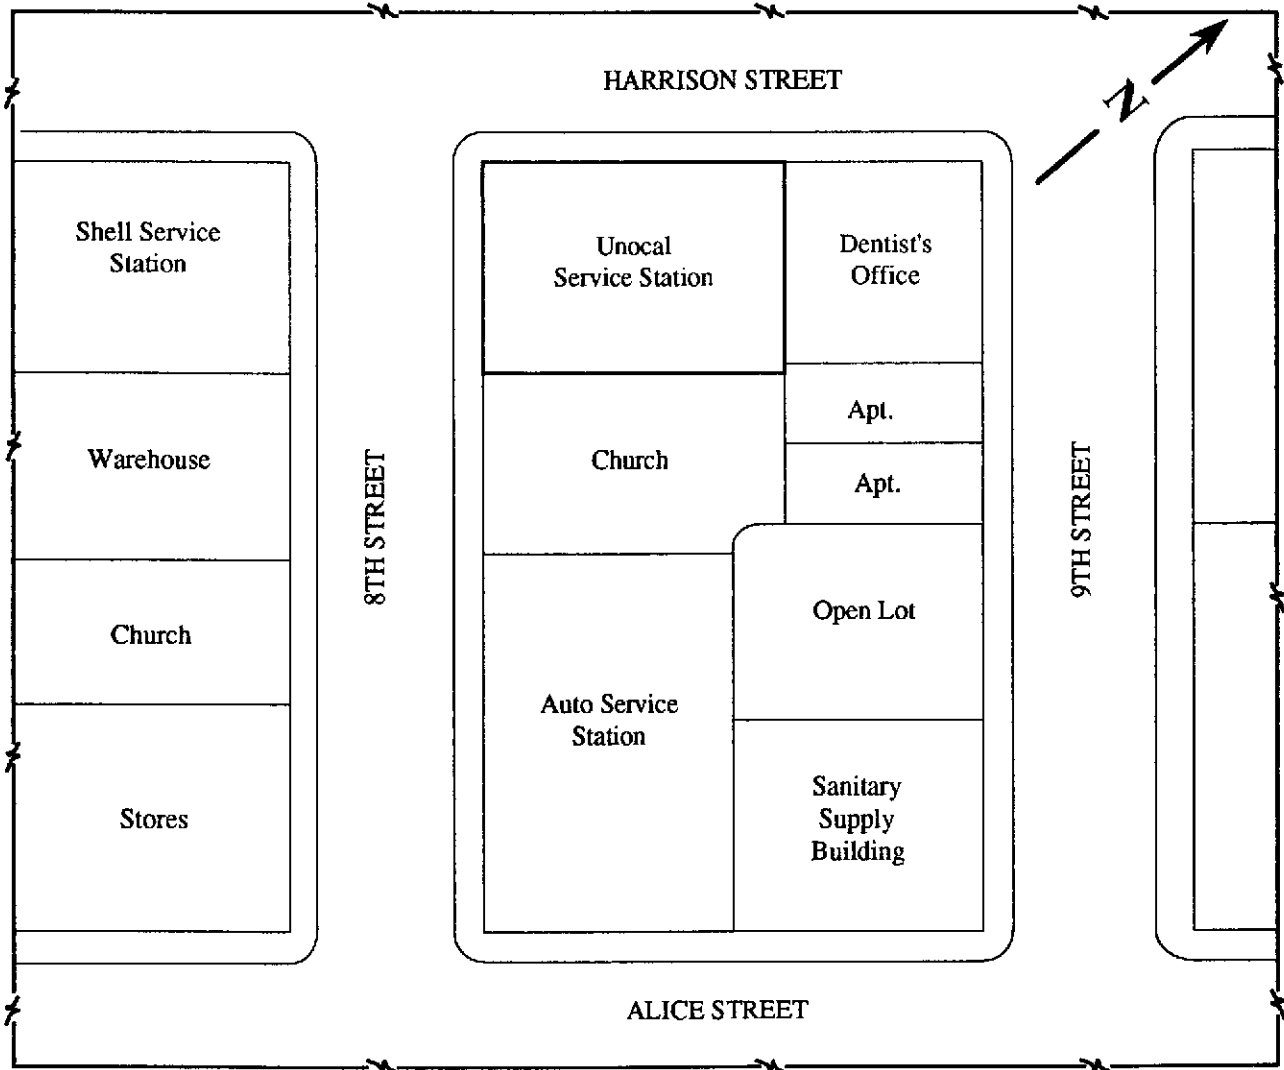 HARRISON STREET
N
Shell Service
Station
Unocal
Service Station
Dentist's
Office
Apt.
Warehouse
Church
Apt.
8TH STREET
9TH STREET
Church
Open Lot
Auto Service
Station
Stores
Sanitary
Supply
Building
ALICE STREET